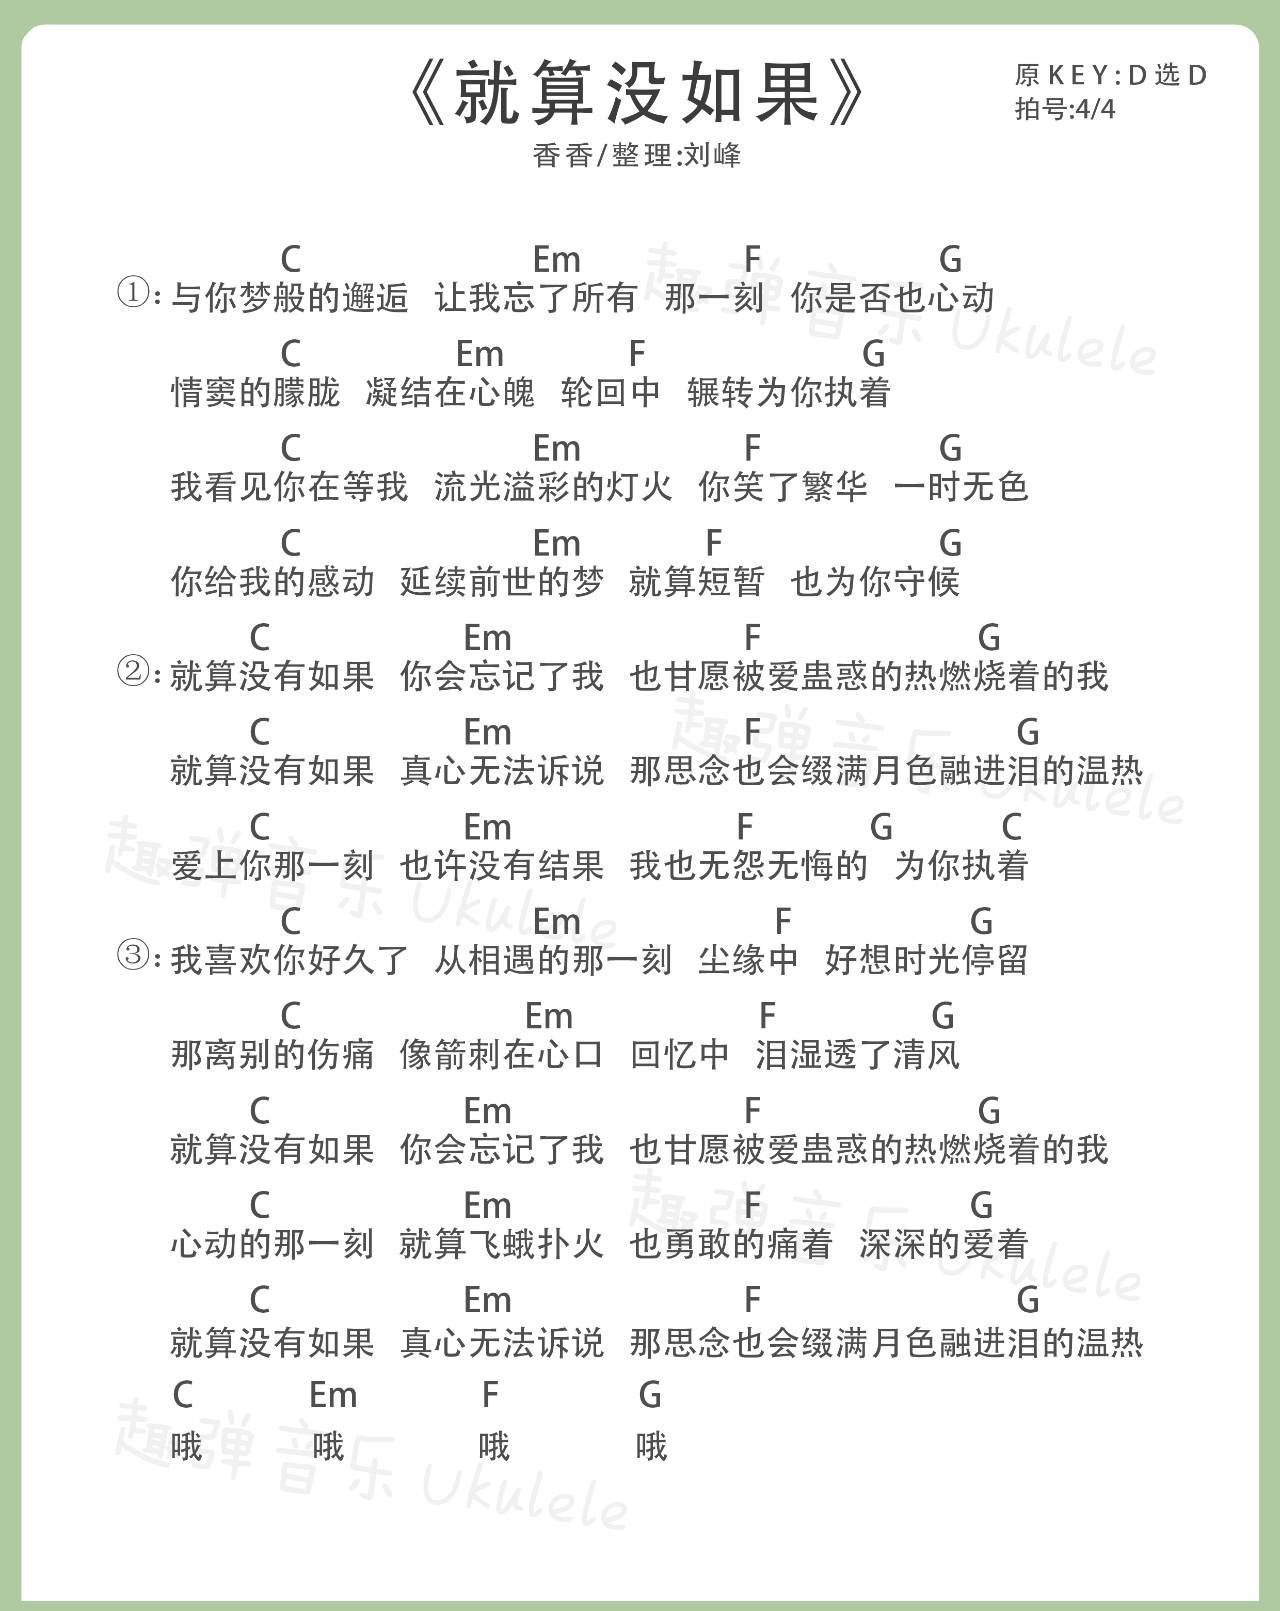 《就算没如果》
原KEY:D 选D
拍号:4/4
香香/整理:刘峰
C Em F G
①: 与你梦般的邂逅 让我忘了所有 那一刻 你是否也心动
C Em F G
情窦的朦胧 凝结在心魄 轮回中 辗转为你执着
C Em F G
我看见你在等我 流光溢彩的灯火 你笑了繁华 一时无色
C Em F G
你给我的感动 延续前世的梦 就算短暂 也为你守候
C Em F G
②: 就算没有如果 你会忘记了我 也甘愿被爱蛊惑的热燃烧着的我
C Em F G
就算没有如果 真心无法诉说 那思念也会缀满月色融进泪的温热
C Em F G C
爱上你那一刻 也许没有结果 我也无怨无悔的 为你执着
C Em F G
③: 我喜欢你好久了 从相遇的那一刻 尘缘中 好想时光停留
C Em F G
那离别的伤痛 像箭刺在心口 回忆中 泪湿透了清风
C Em F G
就算没有如果 你会忘记了我 也甘愿被爱蛊惑的热燃烧着的我
C Em F G
心动的那一刻 就算飞蛾扑火 也勇敢的痛着 深深的爱着
C Em F G
就算没有如果 真心无法诉说 那思念也会缀满月色融进泪的温热
C Em F G
哦 哦 哦 哦
趣弹音乐 Ukulele
趣弹音乐 Ukulele
趣弹音乐 Ukulele
趣弹音乐 Ukulele
趣弹音乐 Ukulele